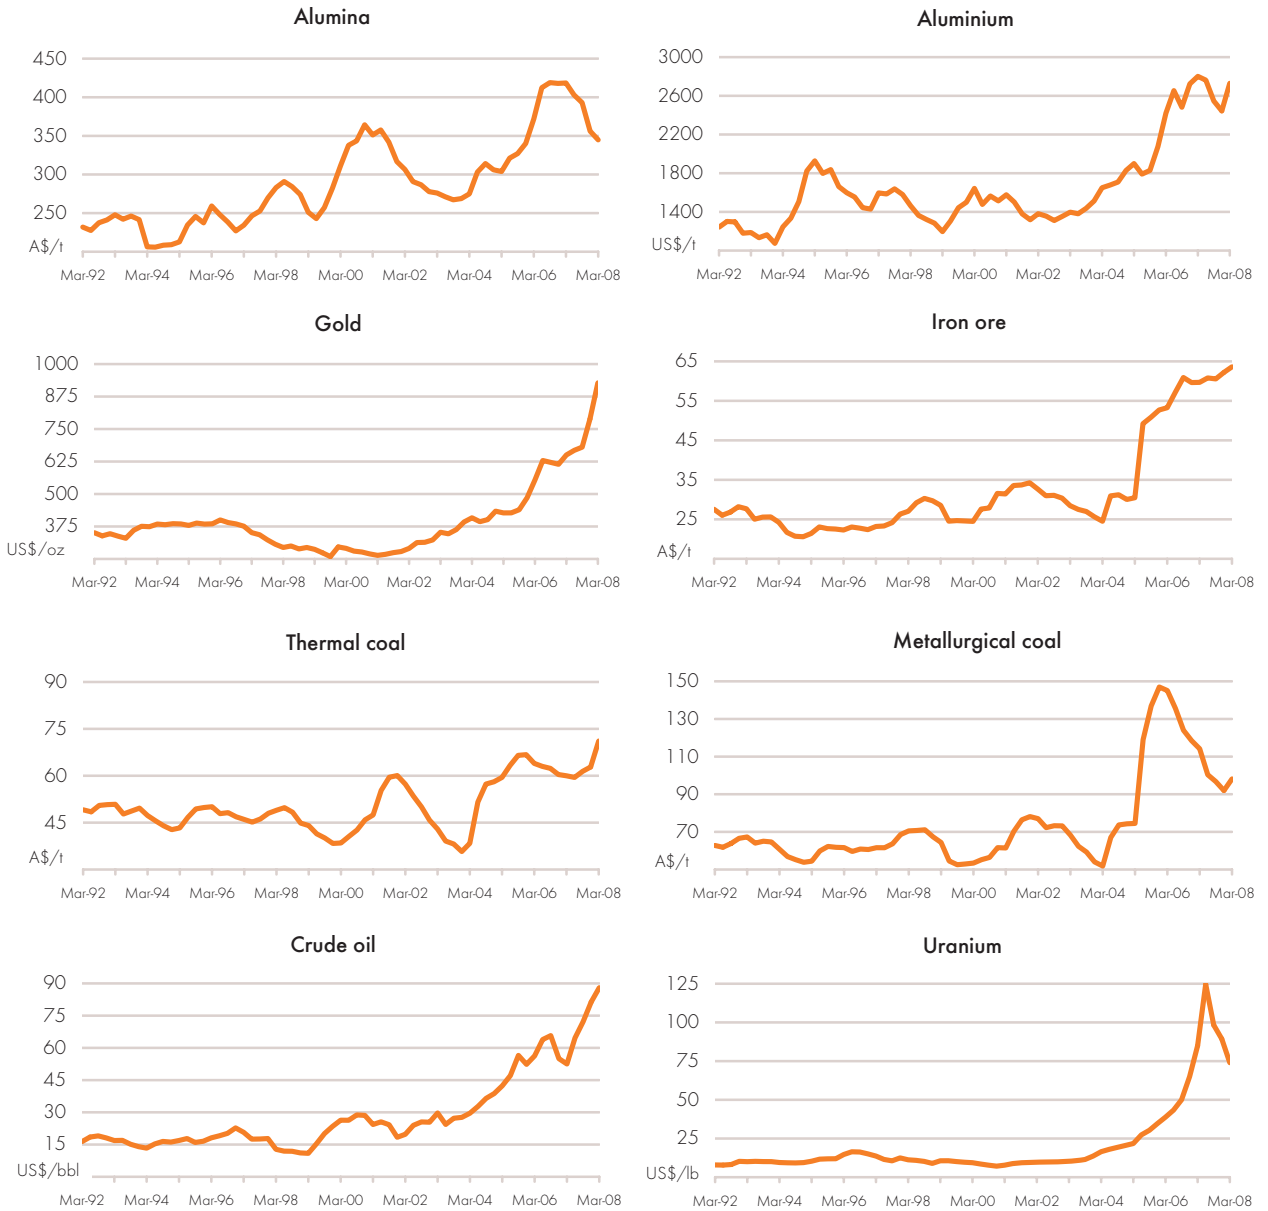 Alumina
450
400
350
300
250
A$/t
Mar-92 Mar-94 Mar-96 Mar-98 Mar-00 Mar-02 Mar-04 Mar-06 Mar-08
Aluminium
3000
2600
2200
1800
1400
US$/t
Mar-92 Mar-94 Mar-96 Mar-98 Mar-00 Mar-02 Mar-04 Mar-06 Mar-08
Gold
1000
875
750
625
500
375
US$/oz
Mar-92 Mar-94 Mar-96 Mar-98 Mar-00 Mar-02 Mar-04 Mar-06 Mar-08
Iron ore
65
55
45
35
25
A$/t
Mar-92 Mar-94 Mar-96 Mar-98 Mar-00 Mar-02 Mar-04 Mar-06 Mar-08
Thermal coal
90
75
60
45
A$/t
Mar-92 Mar-94 Mar-96 Mar-98 Mar-00 Mar-02 Mar-04 Mar-06 Mar-08
Metallurgical coal
150
130
110
90
70
A$/t
Mar-92 Mar-94 Mar-96 Mar-98 Mar-00 Mar-02 Mar-04 Mar-06 Mar-08
Crude oil
90
75
60
45
30
15
US$/bbl
Mar-92 Mar-94 Mar-96 Mar-98 Mar-00 Mar-02 Mar-04 Mar-06 Mar-08
Uranium
125
100
75
50
25
US$/lb
Mar-92 Mar-94 Mar-96 Mar-98 Mar-00 Mar-02 Mar-04 Mar-06 Mar-08